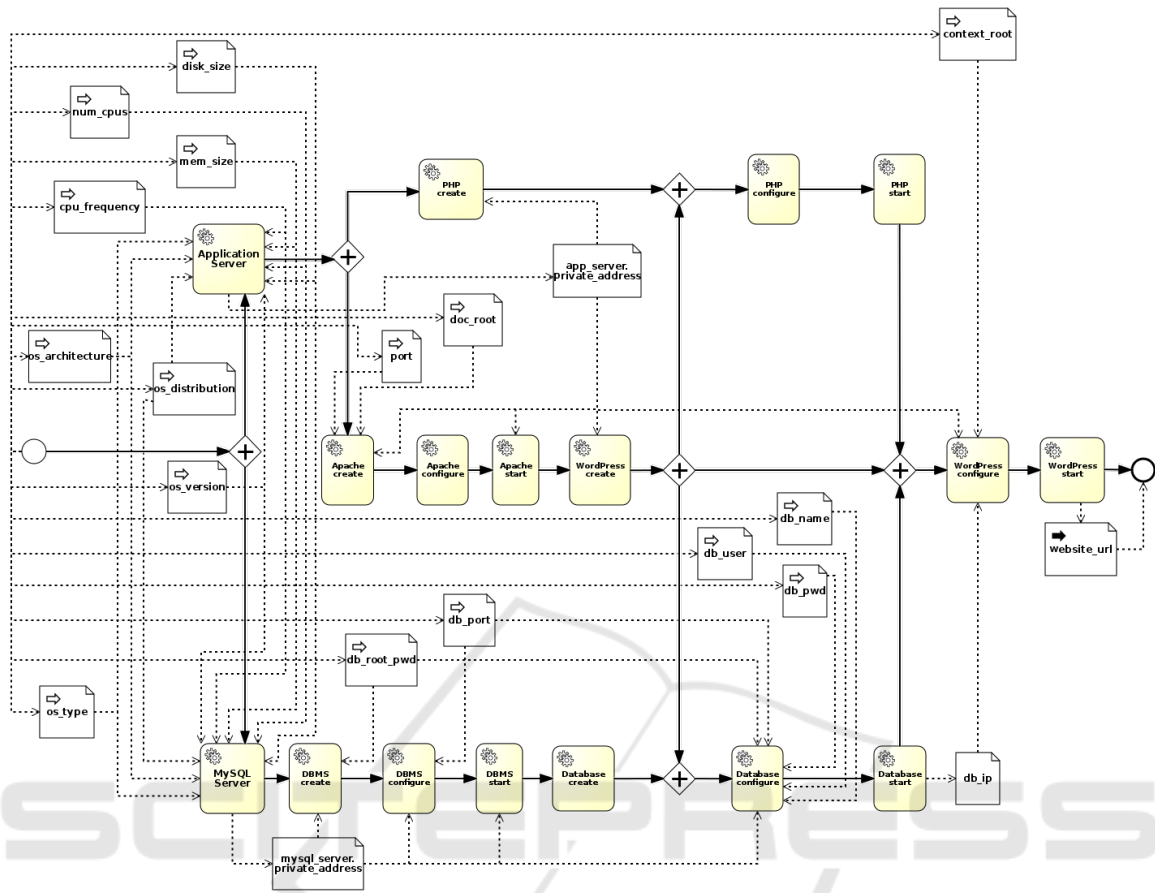 context_root
disk_size
num_cpus
mem_size
PHP
create
PHP
configure
PHP
start
cpu_frequency
Application
Server
app_server.
private_address
doc_root
port
os_architecture
os_distribution
Apache
create
Apache
configure
Apache
start
WordPress
create
WordPress
configure
WordPress
start
os_version
db_name
db_user
website_url
db_pwd
db_port
db_root_pwd
os_type
MySQL
Server
DBMS
create
DBMS
configure
DBMS
start
Database
create
Database
configure
Database
start
db_ip
mysql_server.
private_address
SCITEPRESS